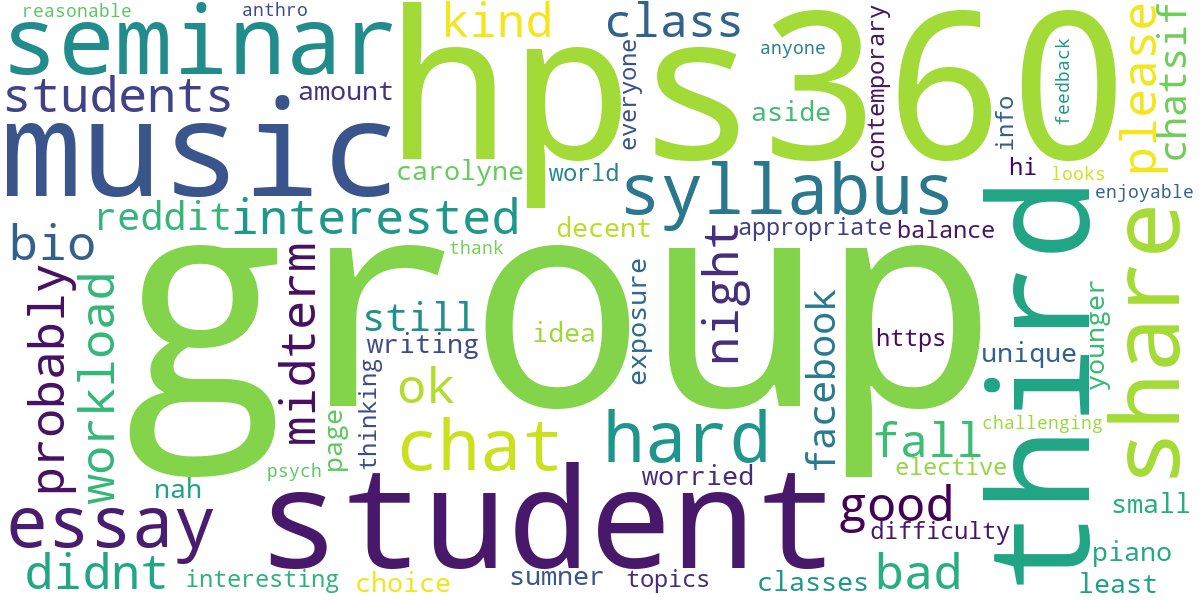 reasonable
anthro
seminar
kind
hps360
class
anyone
contemporary
feedback
please
chatsif
students
amount
everyone
aside
info
music
carolyne
world
syllabus
hi
looks
enjoyable
reddit
interested
decent
appropriate
balance
bio
group
thank
night
third
share
probably
workload
midterm
still
writing
idea
exposure
facebook
https
unique
younger
thinking
ok
page
chat
hard
fall
challenging
psych
worried
elective
nah
student
good
small
essay
difficulty
didnt
interesting
choice
sumner
topics
classes
bad
piano
least